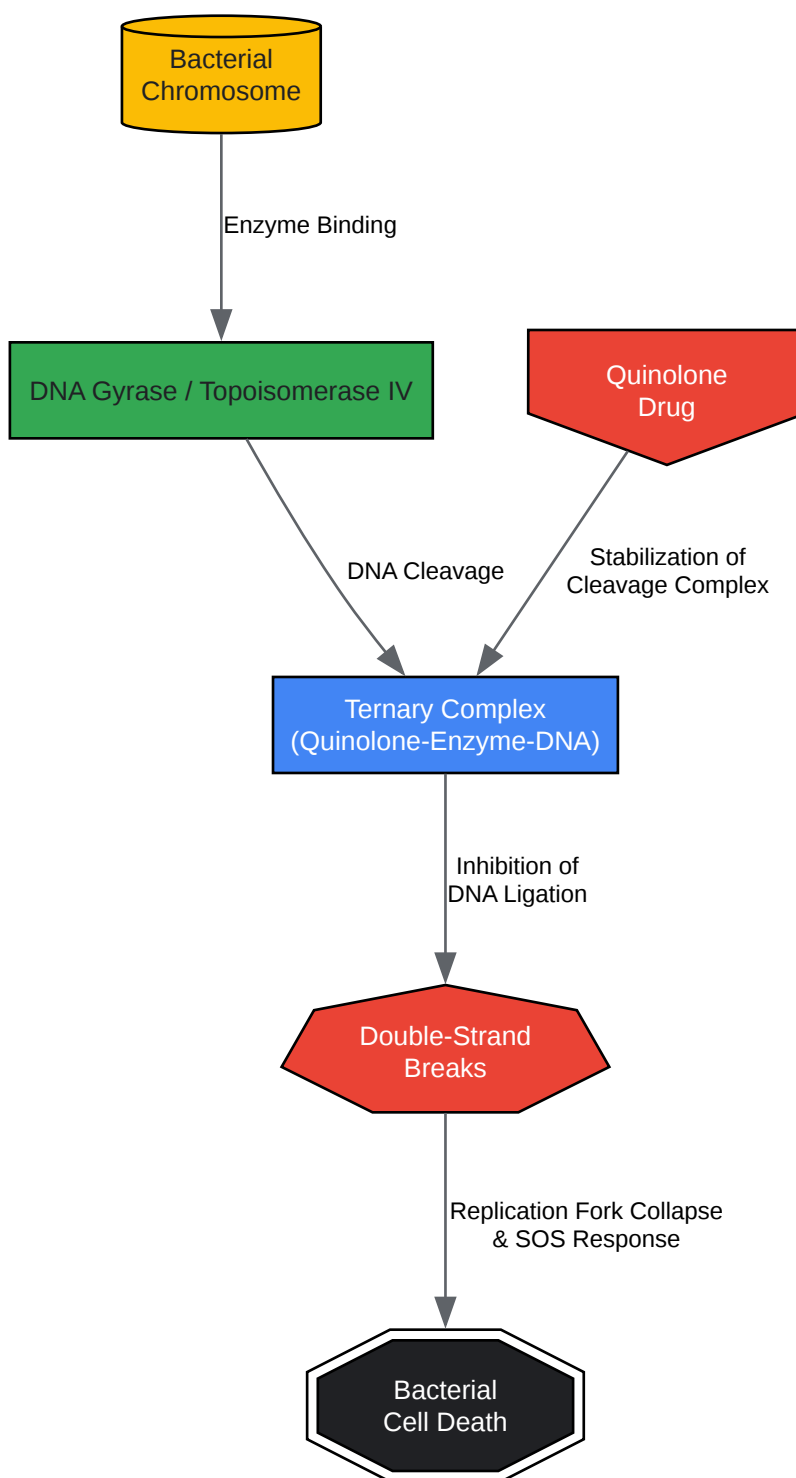 Bacterial
Chromosome
Enzyme Binding
DNA Gyrase / Topoisomerase IV
Quinolone
Drug
DNA Cleavage
Stabilization of
Cleavage Complex
Ternary Complex
(Quinolone-Enzyme-DNA)
Inhibition of
DNA Ligation
Double-Strand
Breaks
Replication Fork Collapse
& SOS Response
Bacterial
Cell Death